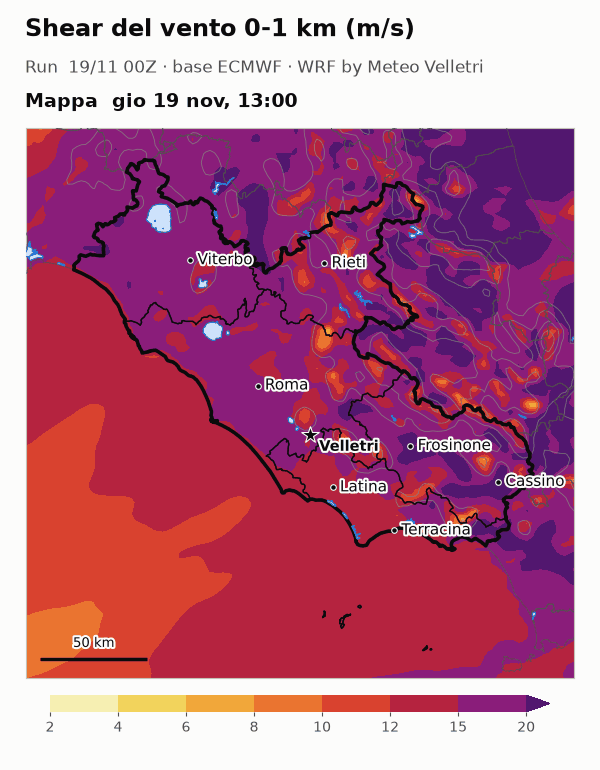 Shear del vento 0-1 km (m/s)
Run  19/11 00Z · base ECMWF · WRF by Meteo Velletri
Mappa  gio 19 nov, 13:00
Viterbo
Rieti
Roma
Velletri
Frosinone
Cassino
Latina
Terracina
50 km
2 4 6 8 10 12 15 20